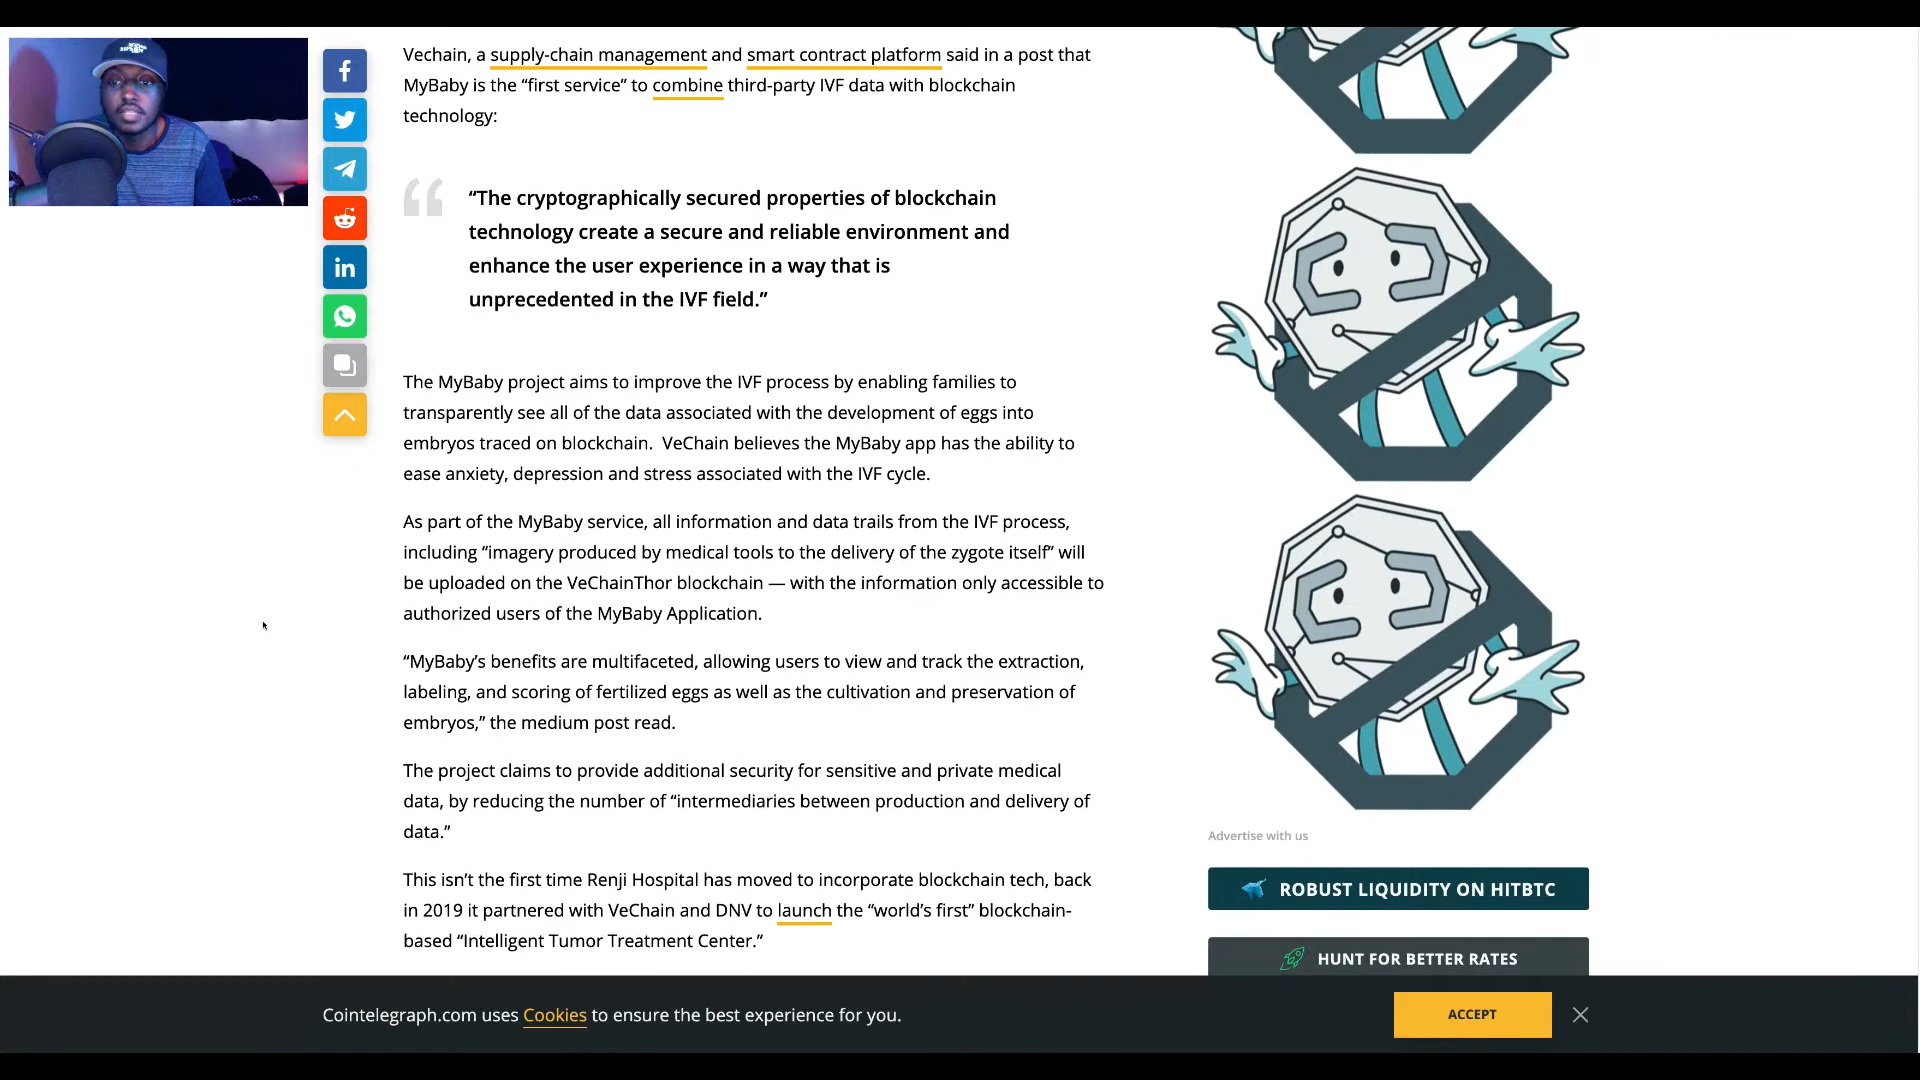 Vechain, a supply-chain management and smart contract platform said in a post that
MyBaby is the “first service” to combine third-party IVF data with blockchain
technology:
“The cryptographically secured properties of blockchain
technology create a secure and reliable environment and
enhance the user experience in a way that is
unprecedented in the IVF field.”
The MyBaby project aims to improve the IVF process by enabling families to
transparently see all of the data associated with the development of eggs into
embryos traced on blockchain.  VeChain believes the MyBaby app has the ability to
ease anxiety, depression and stress associated with the IVF cycle.
As part of the MyBaby service, all information and data trails from the IVF process,
including “imagery produced by medical tools to the delivery of the zygote itself” will
be uploaded on the VeChainThor blockchain — with the information only accessible to
authorized users of the MyBaby Application.
“MyBaby’s benefits are multifaceted, allowing users to view and track the extraction,
labeling, and scoring of fertilized eggs as well as the cultivation and preservation of
embryos,” the medium post read.
The project claims to provide additional security for sensitive and private medical
data, by reducing the number of “intermediaries between production and delivery of
data.”
This isn’t the first time Renji Hospital has moved to incorporate blockchain tech, back
in 2019 it partnered with VeChain and DNV to launch the “world’s first” blockchain-
based “Intelligent Tumor Treatment Center.”
Advertise with us
ROBUST LIQUIDITY ON HITBTC
HUNT FOR BETTER RATES
Cointelegraph.com uses Cookies to ensure the best experience for you.
ACCEPT